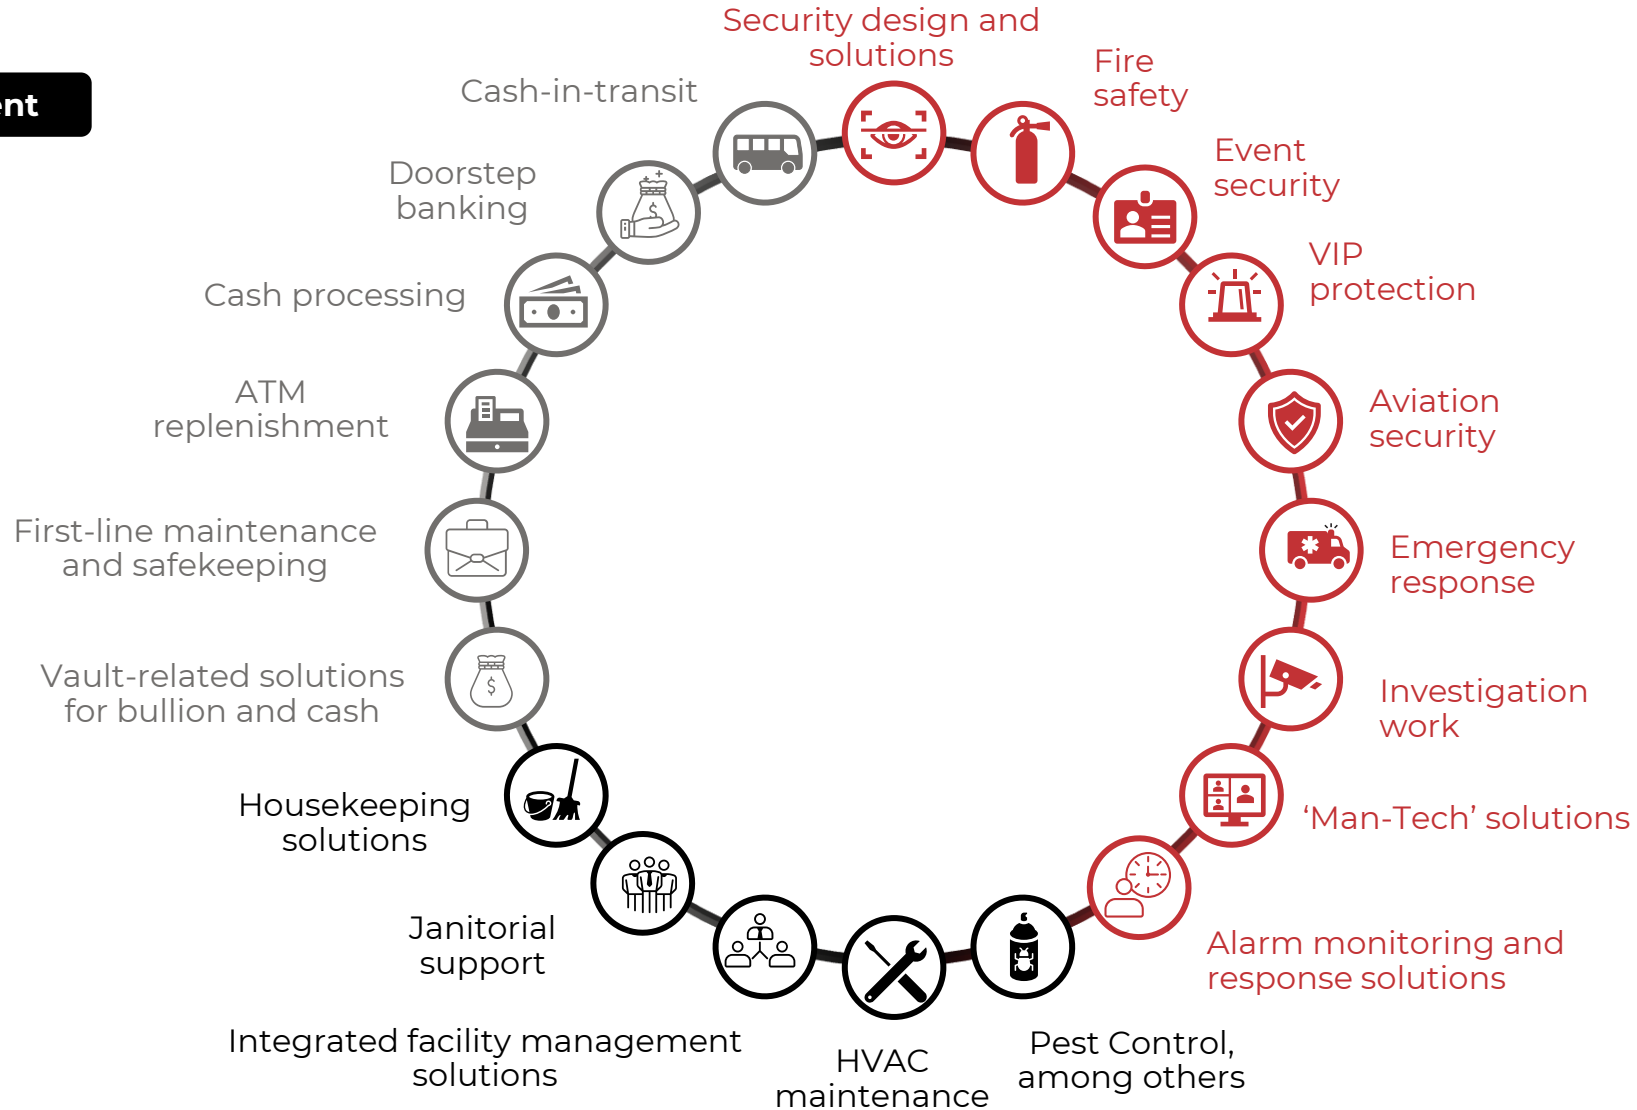 Security design and
solutions
Fire
safety
Event
security
VIP
protection
Aviation
security
Emergency
response
Investigation
work
‘Man-Tech’ solutions
Alarm monitoring and
response solutions
Pest Control,
among others
HVAC
maintenance
Integrated facility management
solutions
Janitorial
support
Housekeeping
solutions
Vault-related solutions
for bullion and cash
First-line maintenance
and safekeeping
ATM
replenishment
Cash processing
Doorstep
banking
Cash-in-transit